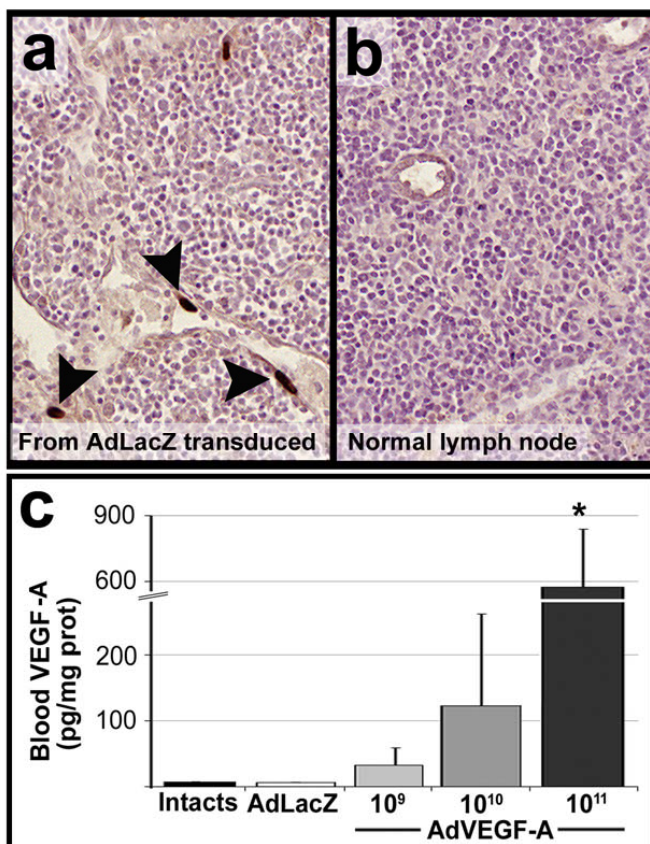 a
b
From AdLacZ transduced
Normal lymph node
c
Blood VEGF-A
(pg/mg prot)
900
600
200
100
*
Intacts AdLacZ 10⁹ 10¹⁰ 10¹¹
AdVEGF-A